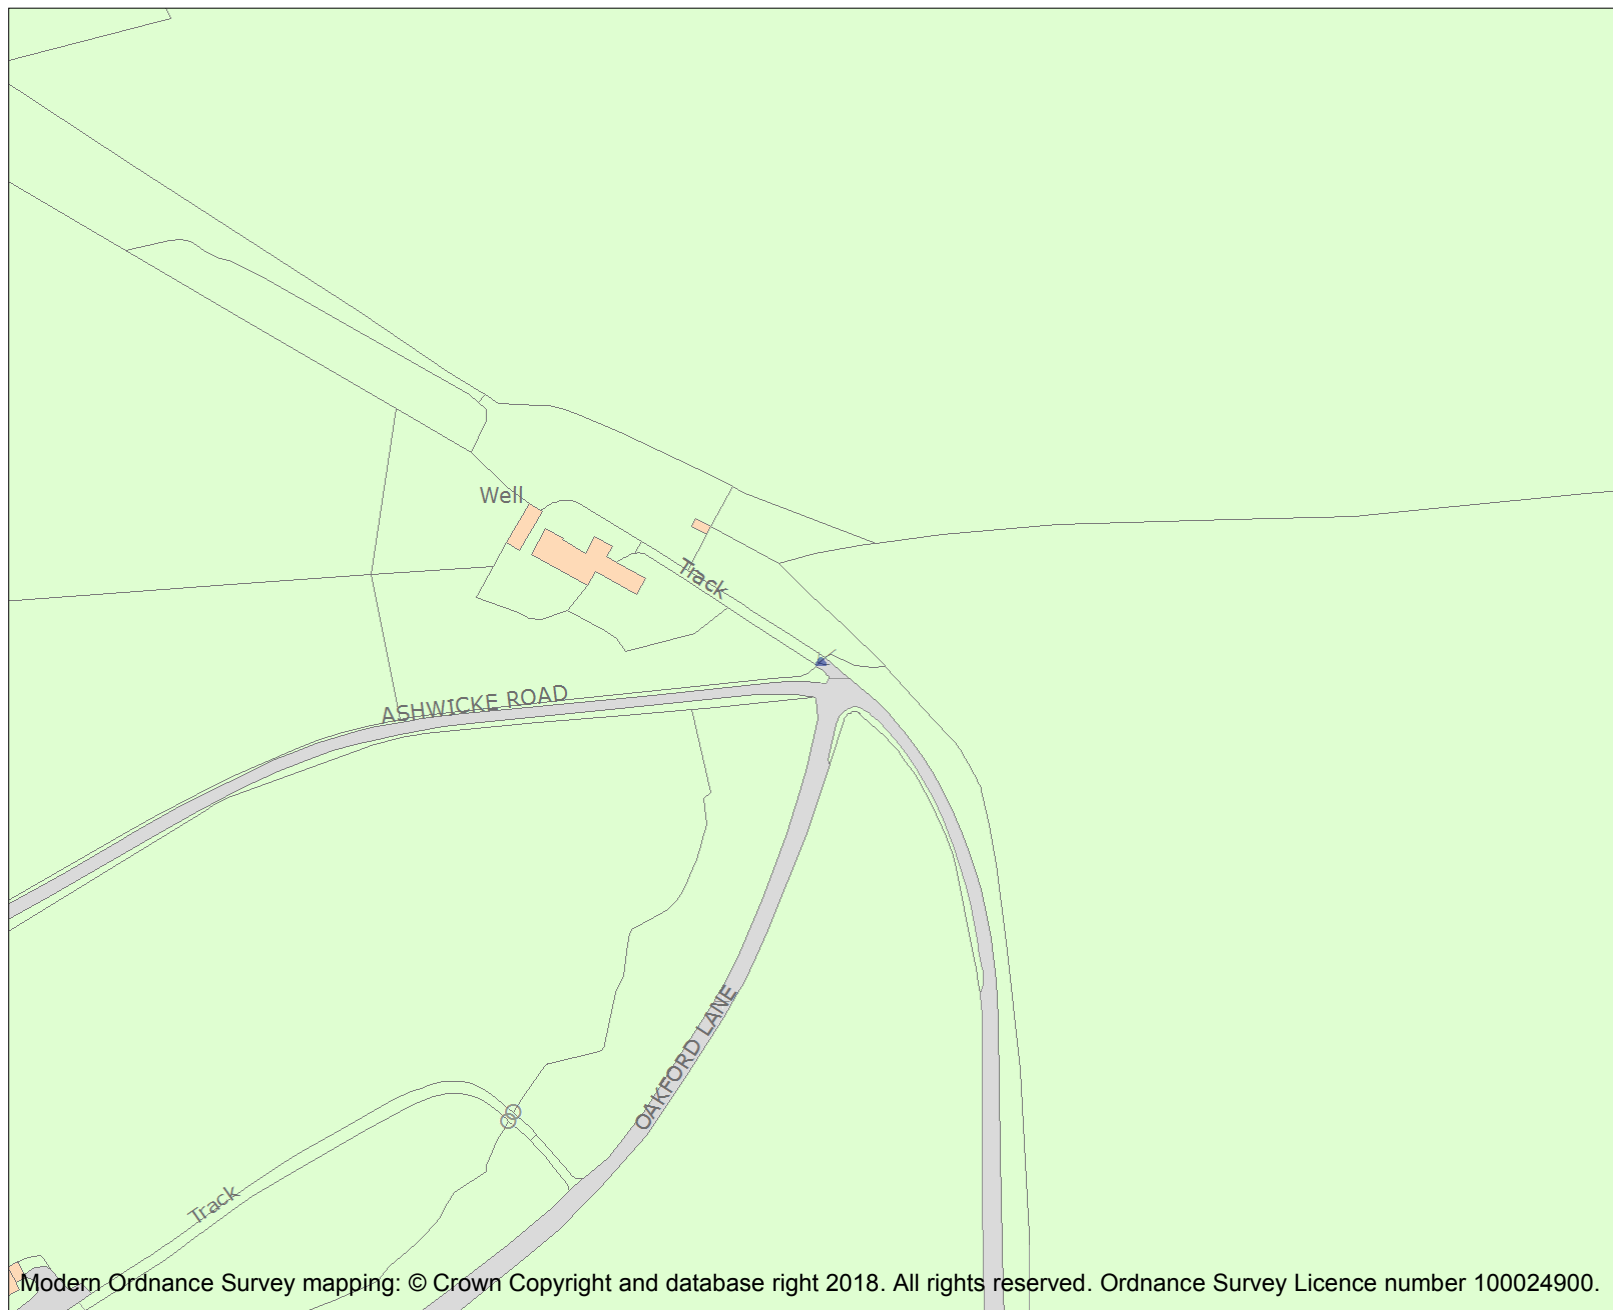 Well
Track
ASHWICKE ROAD
OAKFORD LANE
Track
Modern Ordnance Survey mapping: © Crown Copyright and database right 2018. All rights reserved. Ordnance Survey Licence number 100024900.